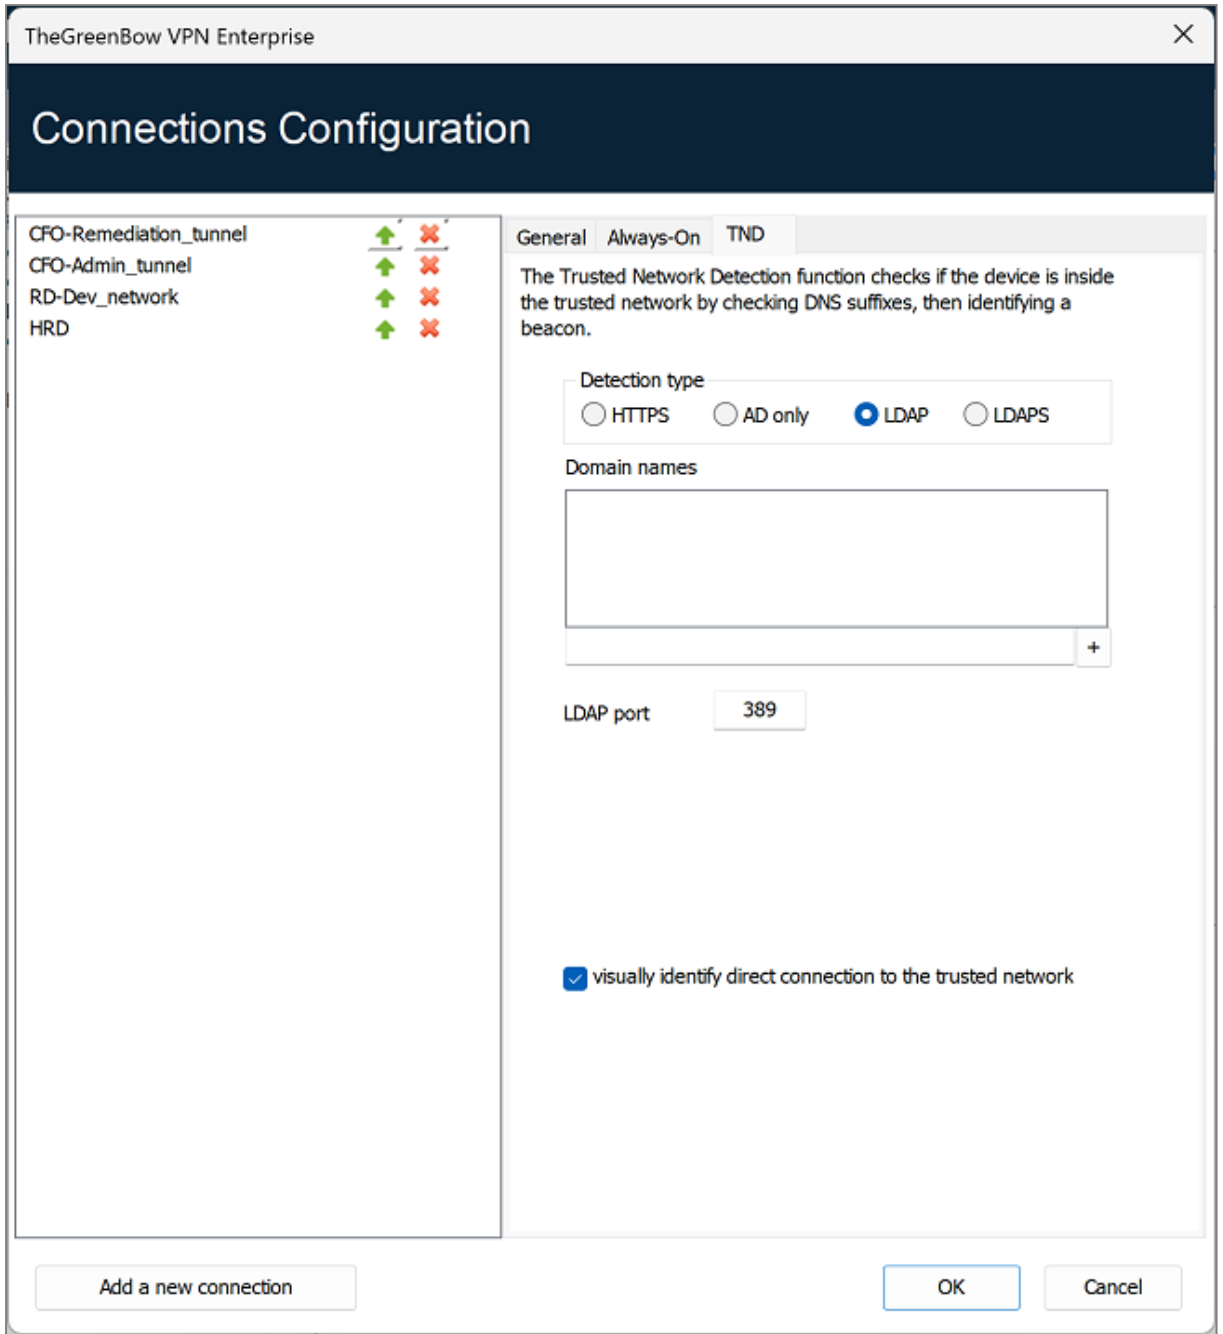 TheGreenBow VPN Enterprise
Connections Configuration
CFO-Remediation_tunnel
CFO-Admin_tunnel
RD-Dev_network
HRD
General Always-On TND
The Trusted Network Detection function checks if the device is inside
the trusted network by checking DNS suffixes, then identifying a
beacon.
Detection type
HTTPS AD only LDAP LDAPS
Domain names
+
LDAP port 389
visually identify direct connection to the trusted network
Add a new connection OK Cancel